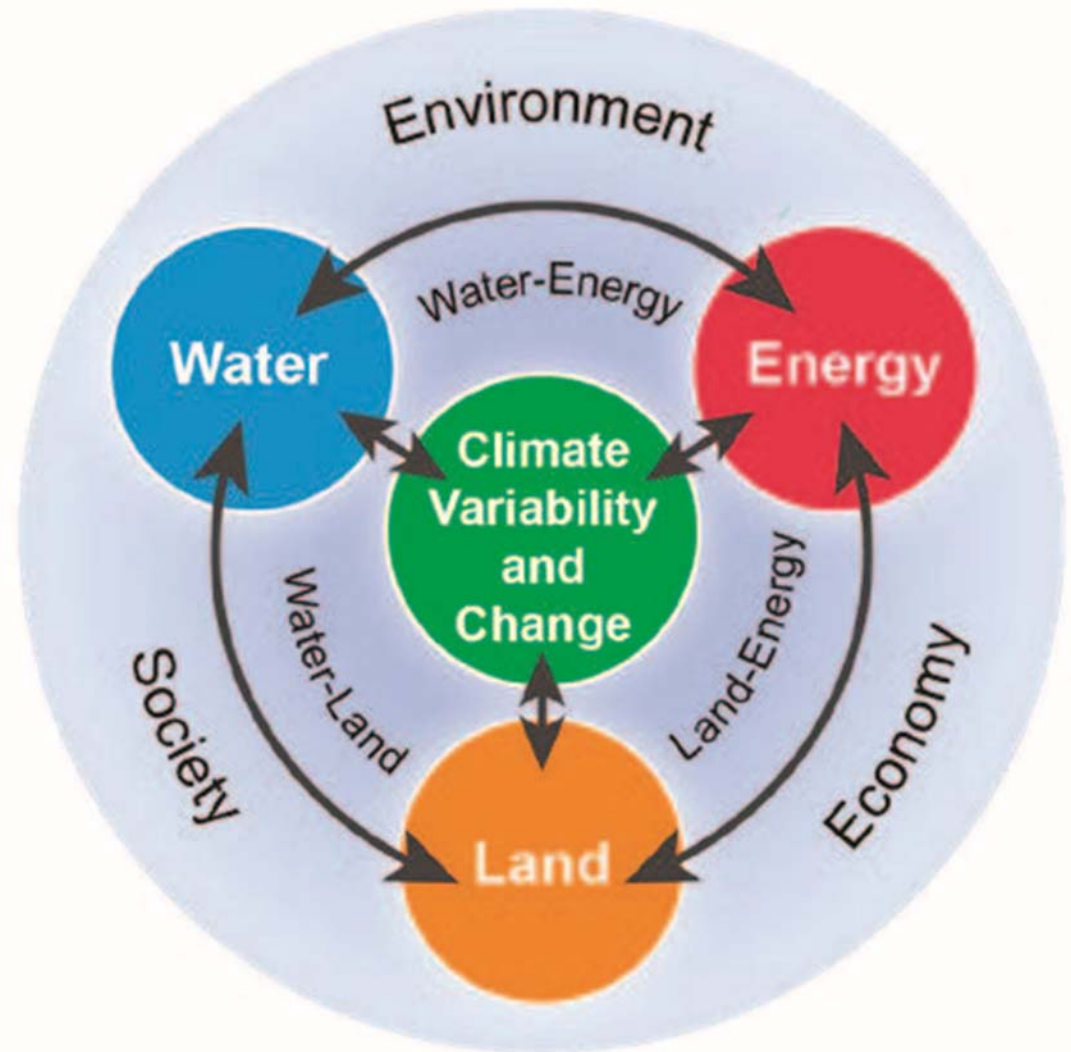 Environment
Water-Energy
Water
Energy
Climate
Variability
and
Change
Water-Land
Land-Energy
Society
Economy
Land